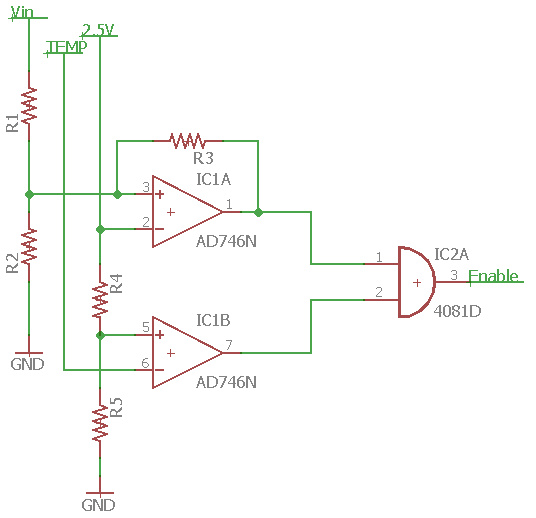 Vin
2.5V
TEMP
R1
R3
IC1A
3
1
2
AD746N
R2
IC2A
1
3
Enable
2
4081D
R4
IC1B
5
7
6
AD746N
GND
R5
GND